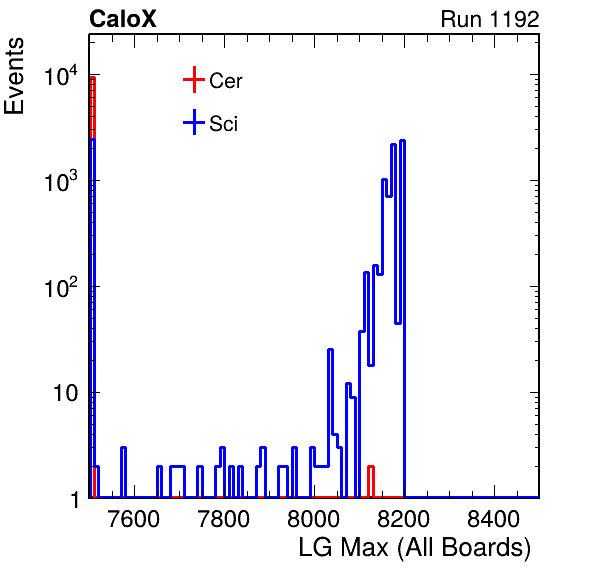 CaloX Run 1192
Events
Cer
Sci
10^4
10^3
10^2
10
1
7600 7800 8000 8200 8400
LG Max (All Boards)